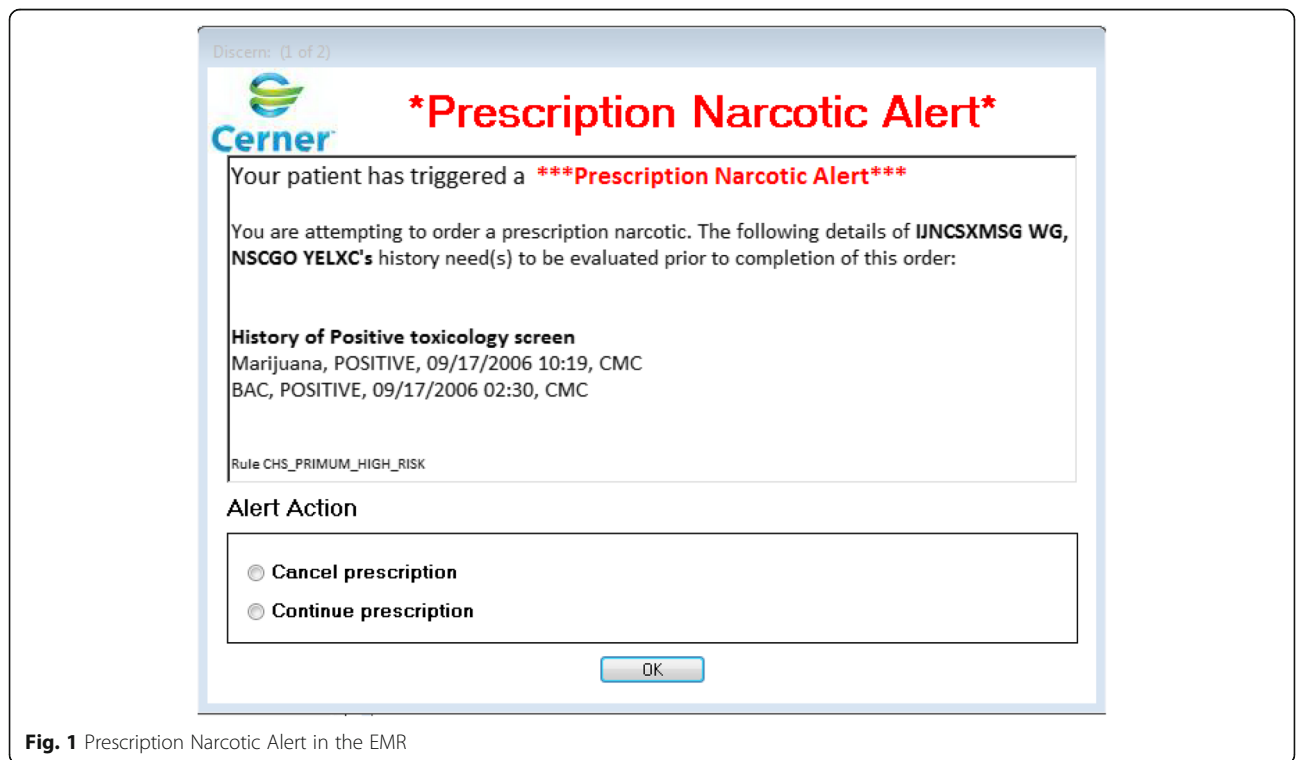 Discern: (1 of 2)
Cerner
*Prescription Narcotic Alert*
Your patient has triggered a ***Prescription Narcotic Alert***
You are attempting to order a prescription narcotic. The following details of IJNCSXMSG WG,
NSCGO YELXC's history need(s) to be evaluated prior to completion of this order:
History of Positive toxicology screen
Marijuana, POSITIVE, 09/17/2006 10:19, CMC
BAC, POSITIVE, 09/17/2006 02:30, CMC
Rule CHS_PRIMUM_HIGH_RISK
Alert Action
Cancel prescription
Continue prescription
OK
Fig. 1 Prescription Narcotic Alert in the EMR